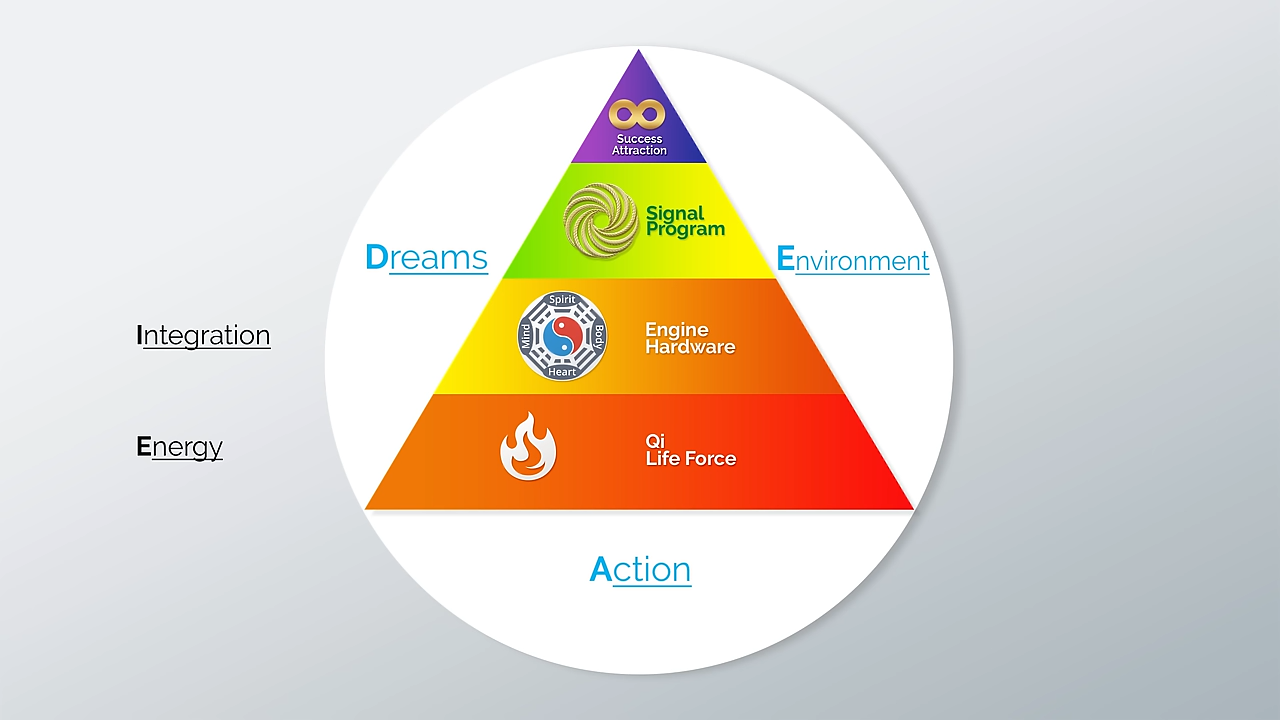 Success
Attraction
Signal
Program
Dreams
Environment
Integration
Spirit
Mind
Body
Heart
Engine
Hardware
Energy
Qi
Life Force
Action